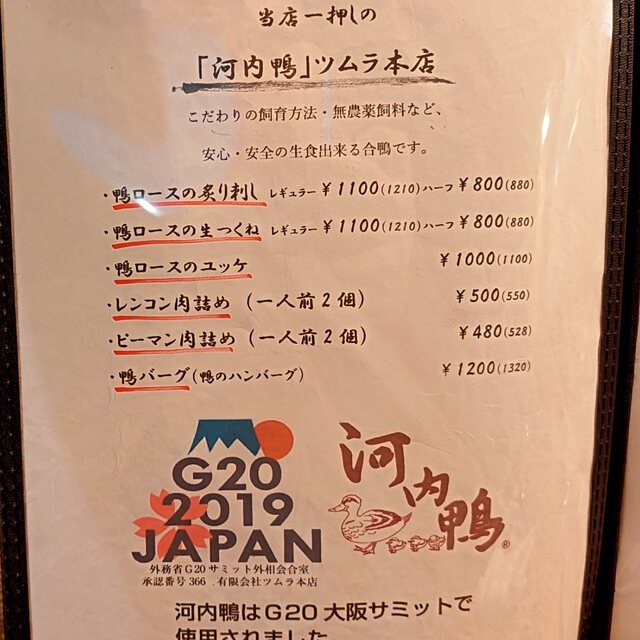 当店一押しの
「河内鴨」ツムラ本店
こだわりの飼育方法・無農薬飼料など、
安心・安全の生食出来る合鴨です。
・鴨ロースの炙り刺し レギュラー ¥1100(1210) ハーフ ¥800(880)
・鴨ロースの生つくね レギュラー ¥1100(1210) ハーフ ¥800(880)
・鴨ロースのユッケ ¥1000(1100)
・レンコン肉詰め（一人前2個） ¥500(550)
・ピーマン肉詰め（一人前2個） ¥480(528)
・鴨バーグ(鴨のハンバーグ) ¥1200(1320)
G20
2019
JAPAN
河内鴨®
外務省G20サミット外相会合室
承認番号366 有限会社ツムラ本店
河内鴨はG20大阪サミットで
使用されました